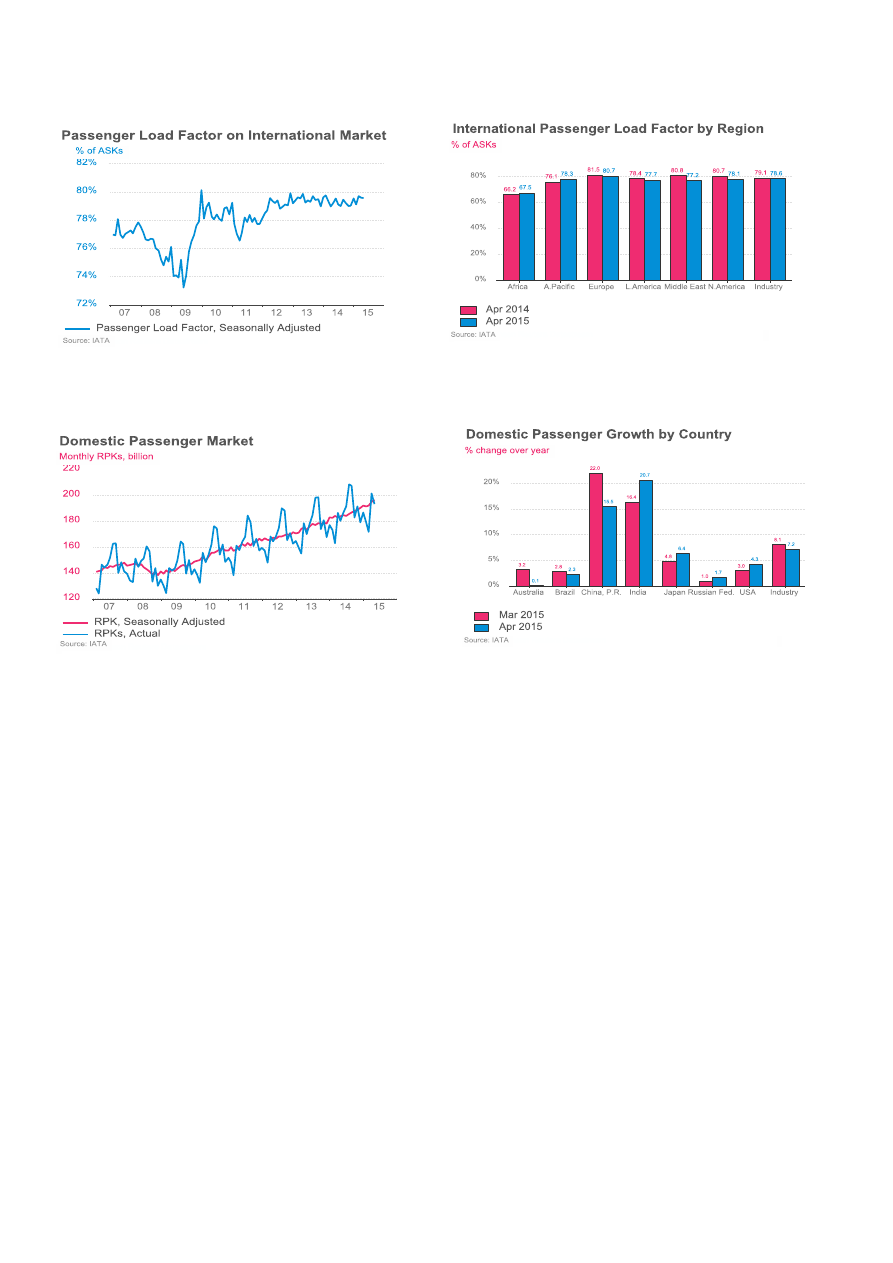 Passenger Load Factor on International Market
% of ASKs
82%
80%
78%
76%
74%
72%
07 08 09 10 11 12 13 14 15
Passenger Load Factor, Seasonally Adjusted
Source: IATA
International Passenger Load Factor by Region
% of ASKs
80%
60%
40%
20%
0%
66.2 67.5 76.1 78.3 81.5 80.7 78.4 77.7 80.8 77.2 80.7 78.1 79.1 78.6
Africa A.Pacific Europe L.America Middle East N.America Industry
Apr 2014
Apr 2015
Source: IATA
Domestic Passenger Market
Monthly RPKs, billion
220
200
180
160
140
120
07 08 09 10 11 12 13 14 15
RPK, Seasonally Adjusted
RPKs, Actual
Source: IATA
Domestic Passenger Growth by Country
% change over year
20%
15%
10%
5%
0%
3.2 0.1 2.8 2.3 22.0 15.5 16.4 20.7 4.8 6.4 1.0 1.7 3.0 4.3 8.1 7.2
Australia Brazil China, P.R. India Japan Russian Fed. USA Industry
Mar 2015
Apr 2015
Source: IATA